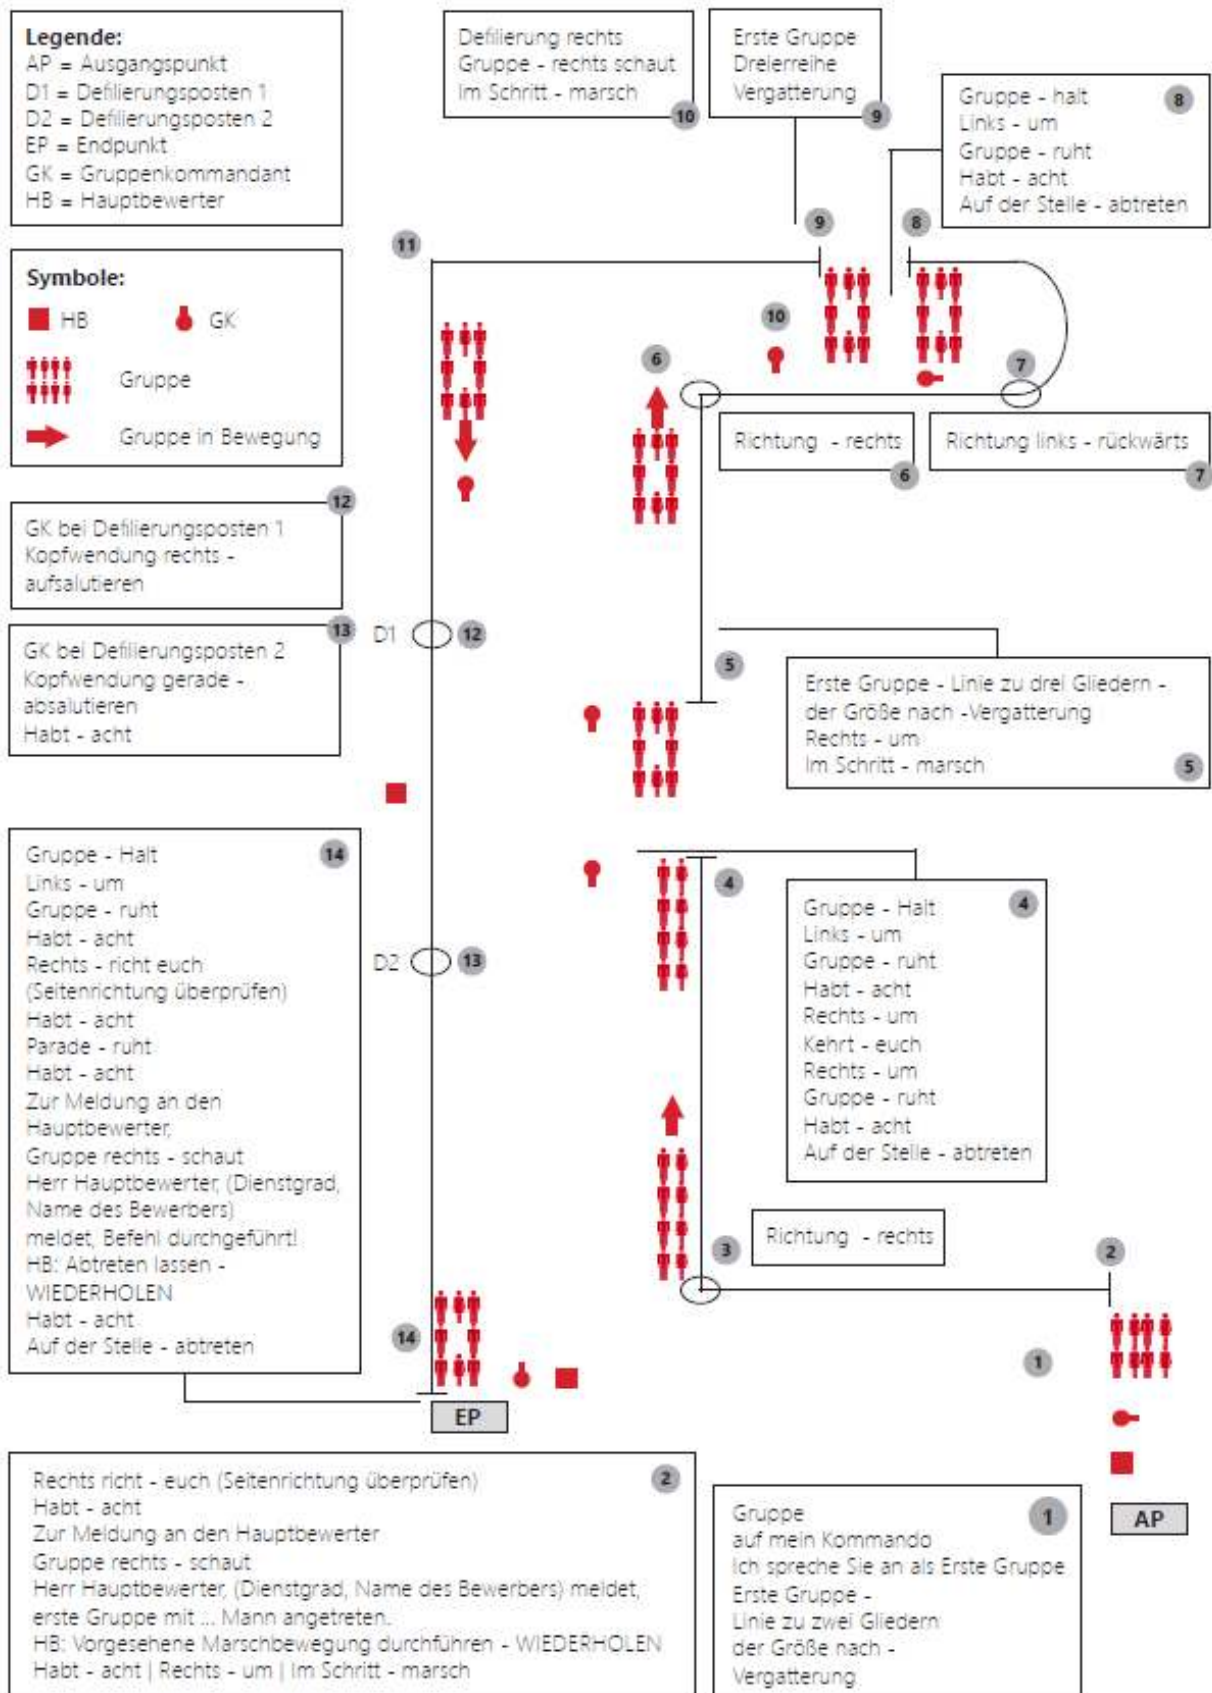 Legende:
AP = Ausgangspunkt
D1 = Defilierungsposten 1
D2 = Defilierungsposten 2
EP = Endpunkt
GK = Gruppenkommandant
HB = Hauptbewerter
Symbole:
HB
GK
Gruppe
Gruppe in Bewegung
Defilierung rechts
Gruppe - rechts schaut
Im Schritt - marsch
10
Erste Gruppe
Dreierreihe
Vergatterung
9
Gruppe - halt
Links - um
Gruppe - ruht
Habt - acht
Auf der Stelle - abtreten
8
11
9
8
10
6
7
Richtung - rechts
6
Richtung links - rückwärts
7
12
GK bei Defilierungsposten 1
Kopfwendung rechts -
aufsalutieren
13
GK bei Defilierungsposten 2
Kopfwendung gerade -
absalutieren
Habt - acht
D1
12
5
Erste Gruppe - Linie zu drei Gliedern -
der Größe nach -Vergatterung
Rechts - um
Im Schritt - marsch
5
Gruppe - Halt
Links - um
Gruppe - ruht
Habt - acht
Rechts - richt euch
(Seitenrichtung überprüfen)
Habt - acht
Parade - ruht
Habt - acht
Zur Meldung an den
Hauptbewerter,
Gruppe rechts - schaut
Herr Hauptbewerter, (Dienstgrad,
Name des Bewerbers)
meldet, Befehl durchgeführt!
HB: Abtreten lassen -
WIEDERHOLEN
Habt - acht
Auf der Stelle - abtreten
14
4
D2
13
Gruppe - Halt
Links - um
Gruppe - ruht
Habt - acht
Rechts - um
Kehrt - euch
Rechts - um
Gruppe - ruht
Habt - acht
Auf der Stelle - abtreten
4
3
Richtung - rechts
2
14
1
EP
AP
Rechts richt - euch (Seitenrichtung überprüfen)
Habt - acht
Zur Meldung an den Hauptbewerter
Gruppe rechts - schaut
Herr Hauptbewerter, (Dienstgrad, Name des Bewerbers) meldet,
erste Gruppe mit ... Mann angetreten.
HB: Vorgesehene Marschbewegung durchführen - WIEDERHOLEN
Habt - acht | Rechts - um | Im Schritt - marsch
2
Gruppe
auf mein Kommando
Ich spreche Sie an als Erste Gruppe
Erste Gruppe -
Linie zu zwei Gliedern
der Größe nach -
Vergatterung
1